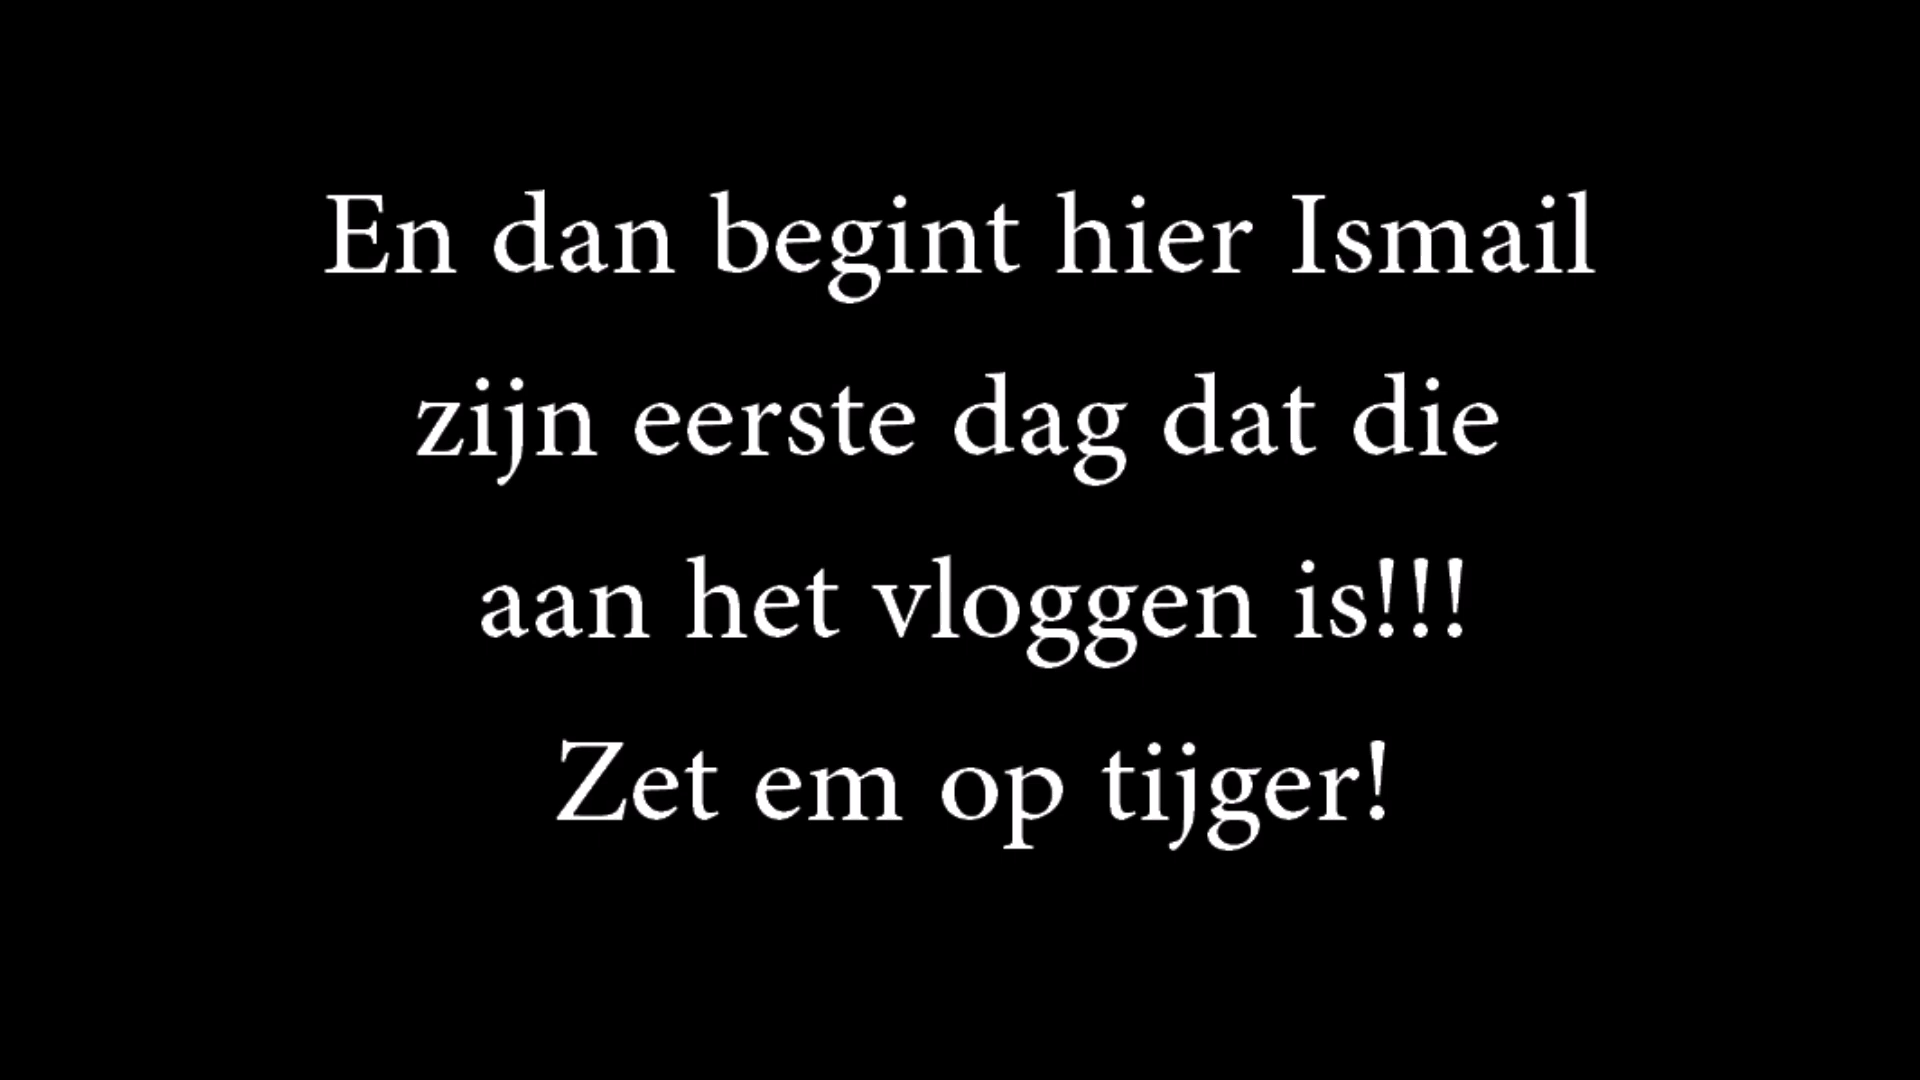 En dan begint hier Ismail
zijn eerste dag dat die
aan het vloggen is!!!
Zet em op tijger!